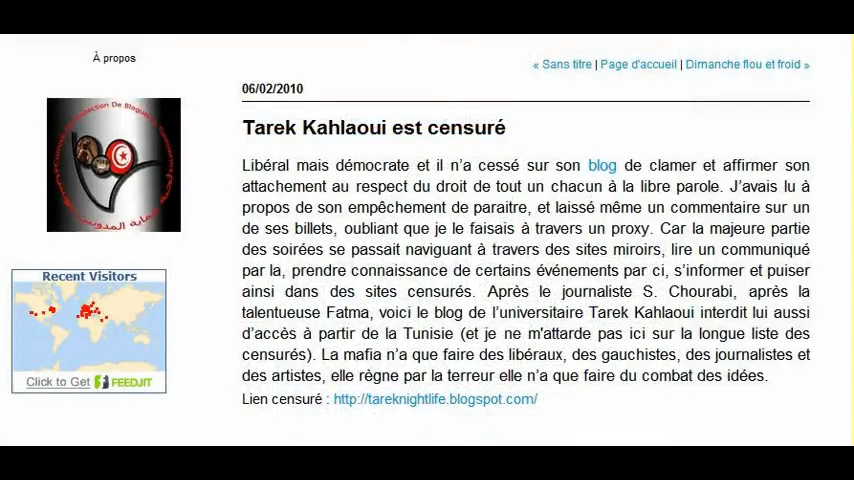 À propos
« Sans titre | Page d'accueil | Dimanche flou et froid »
06/02/2010
Tarek Kahlaoui est censuré
Libéral mais démocrate et il n’a cessé sur son blog de clamer et affirmer son
attachement au respect du droit de tout un chacun à la libre parole. J’avais lu à
propos de son empêchement de paraitre, et laissé même un commentaire sur un
de ses billets, oubliant que je le faisais à travers un proxy. Car la majeure partie
des soirées se passait naviguant à travers des sites miroirs, lire un communiqué
par la, prendre connaissance de certains événements par ci, s’informer et puiser
ainsi dans des sites censurés. Après le journaliste S. Chourabi, après la
talentueuse Fatma, voici le blog de l’universitaire Tarek Kahlaoui interdit lui aussi
d’accès à partir de la Tunisie (et je ne m'attarde pas ici sur la longue liste des
censurés). La mafia n’a que faire des libéraux, des gauchistes, des journalistes et
des artistes, elle règne par la terreur elle n’a que faire du combat des idées.
Lien censuré : http://tareknightlife.blogspot.com/
Recent Visitors
Click to Get FEEDJIT